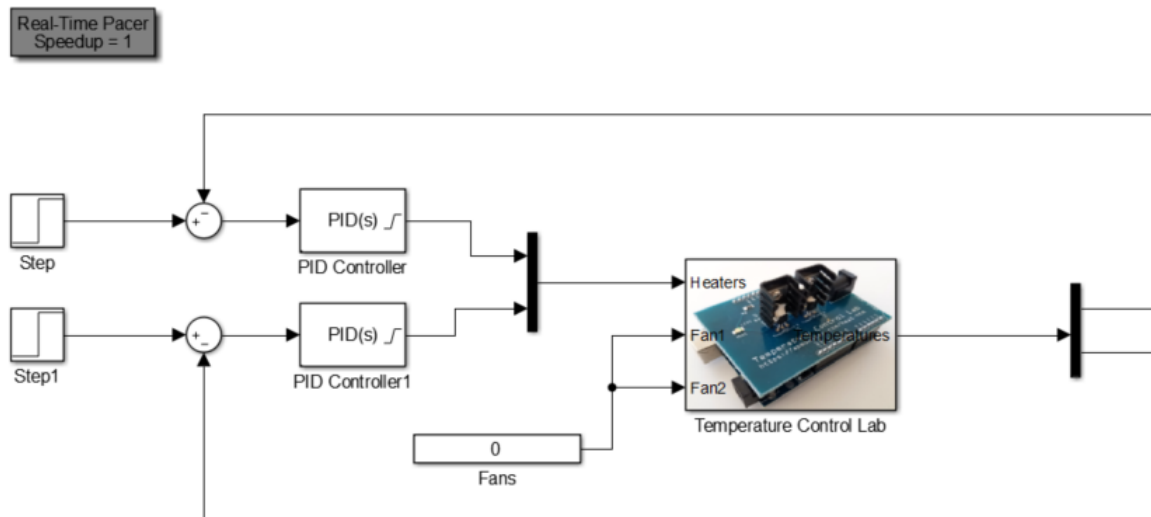 Real-Time Pacer
Speedup = 1
+ −
PID(s)
Step
PID Controller
Heaters
+
−
PID(s)
Fan1
Temperatures
Step1
PID Controller1
Fan2
Temperature Control Lab
0
Fans